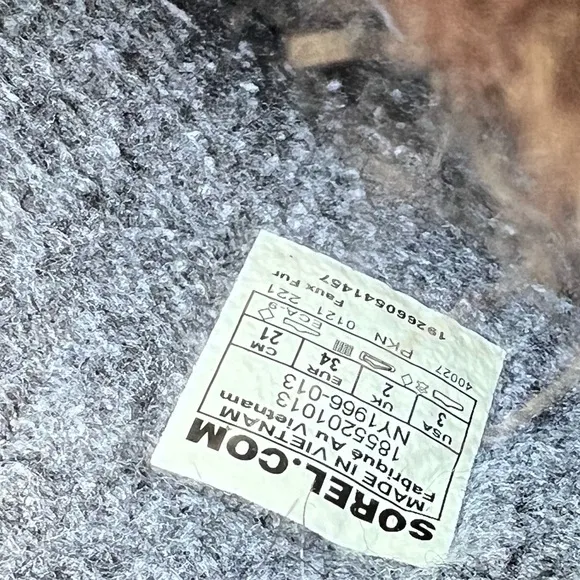 SOREL.COM
MADE IN VIETNAM
Fabriqué Au Vietnam
1855201013
NY1966-013
USA UK EUR CM
3 2 34 21
ECA.9
40027 PKN 0121 221
Faux Fur
192660541457